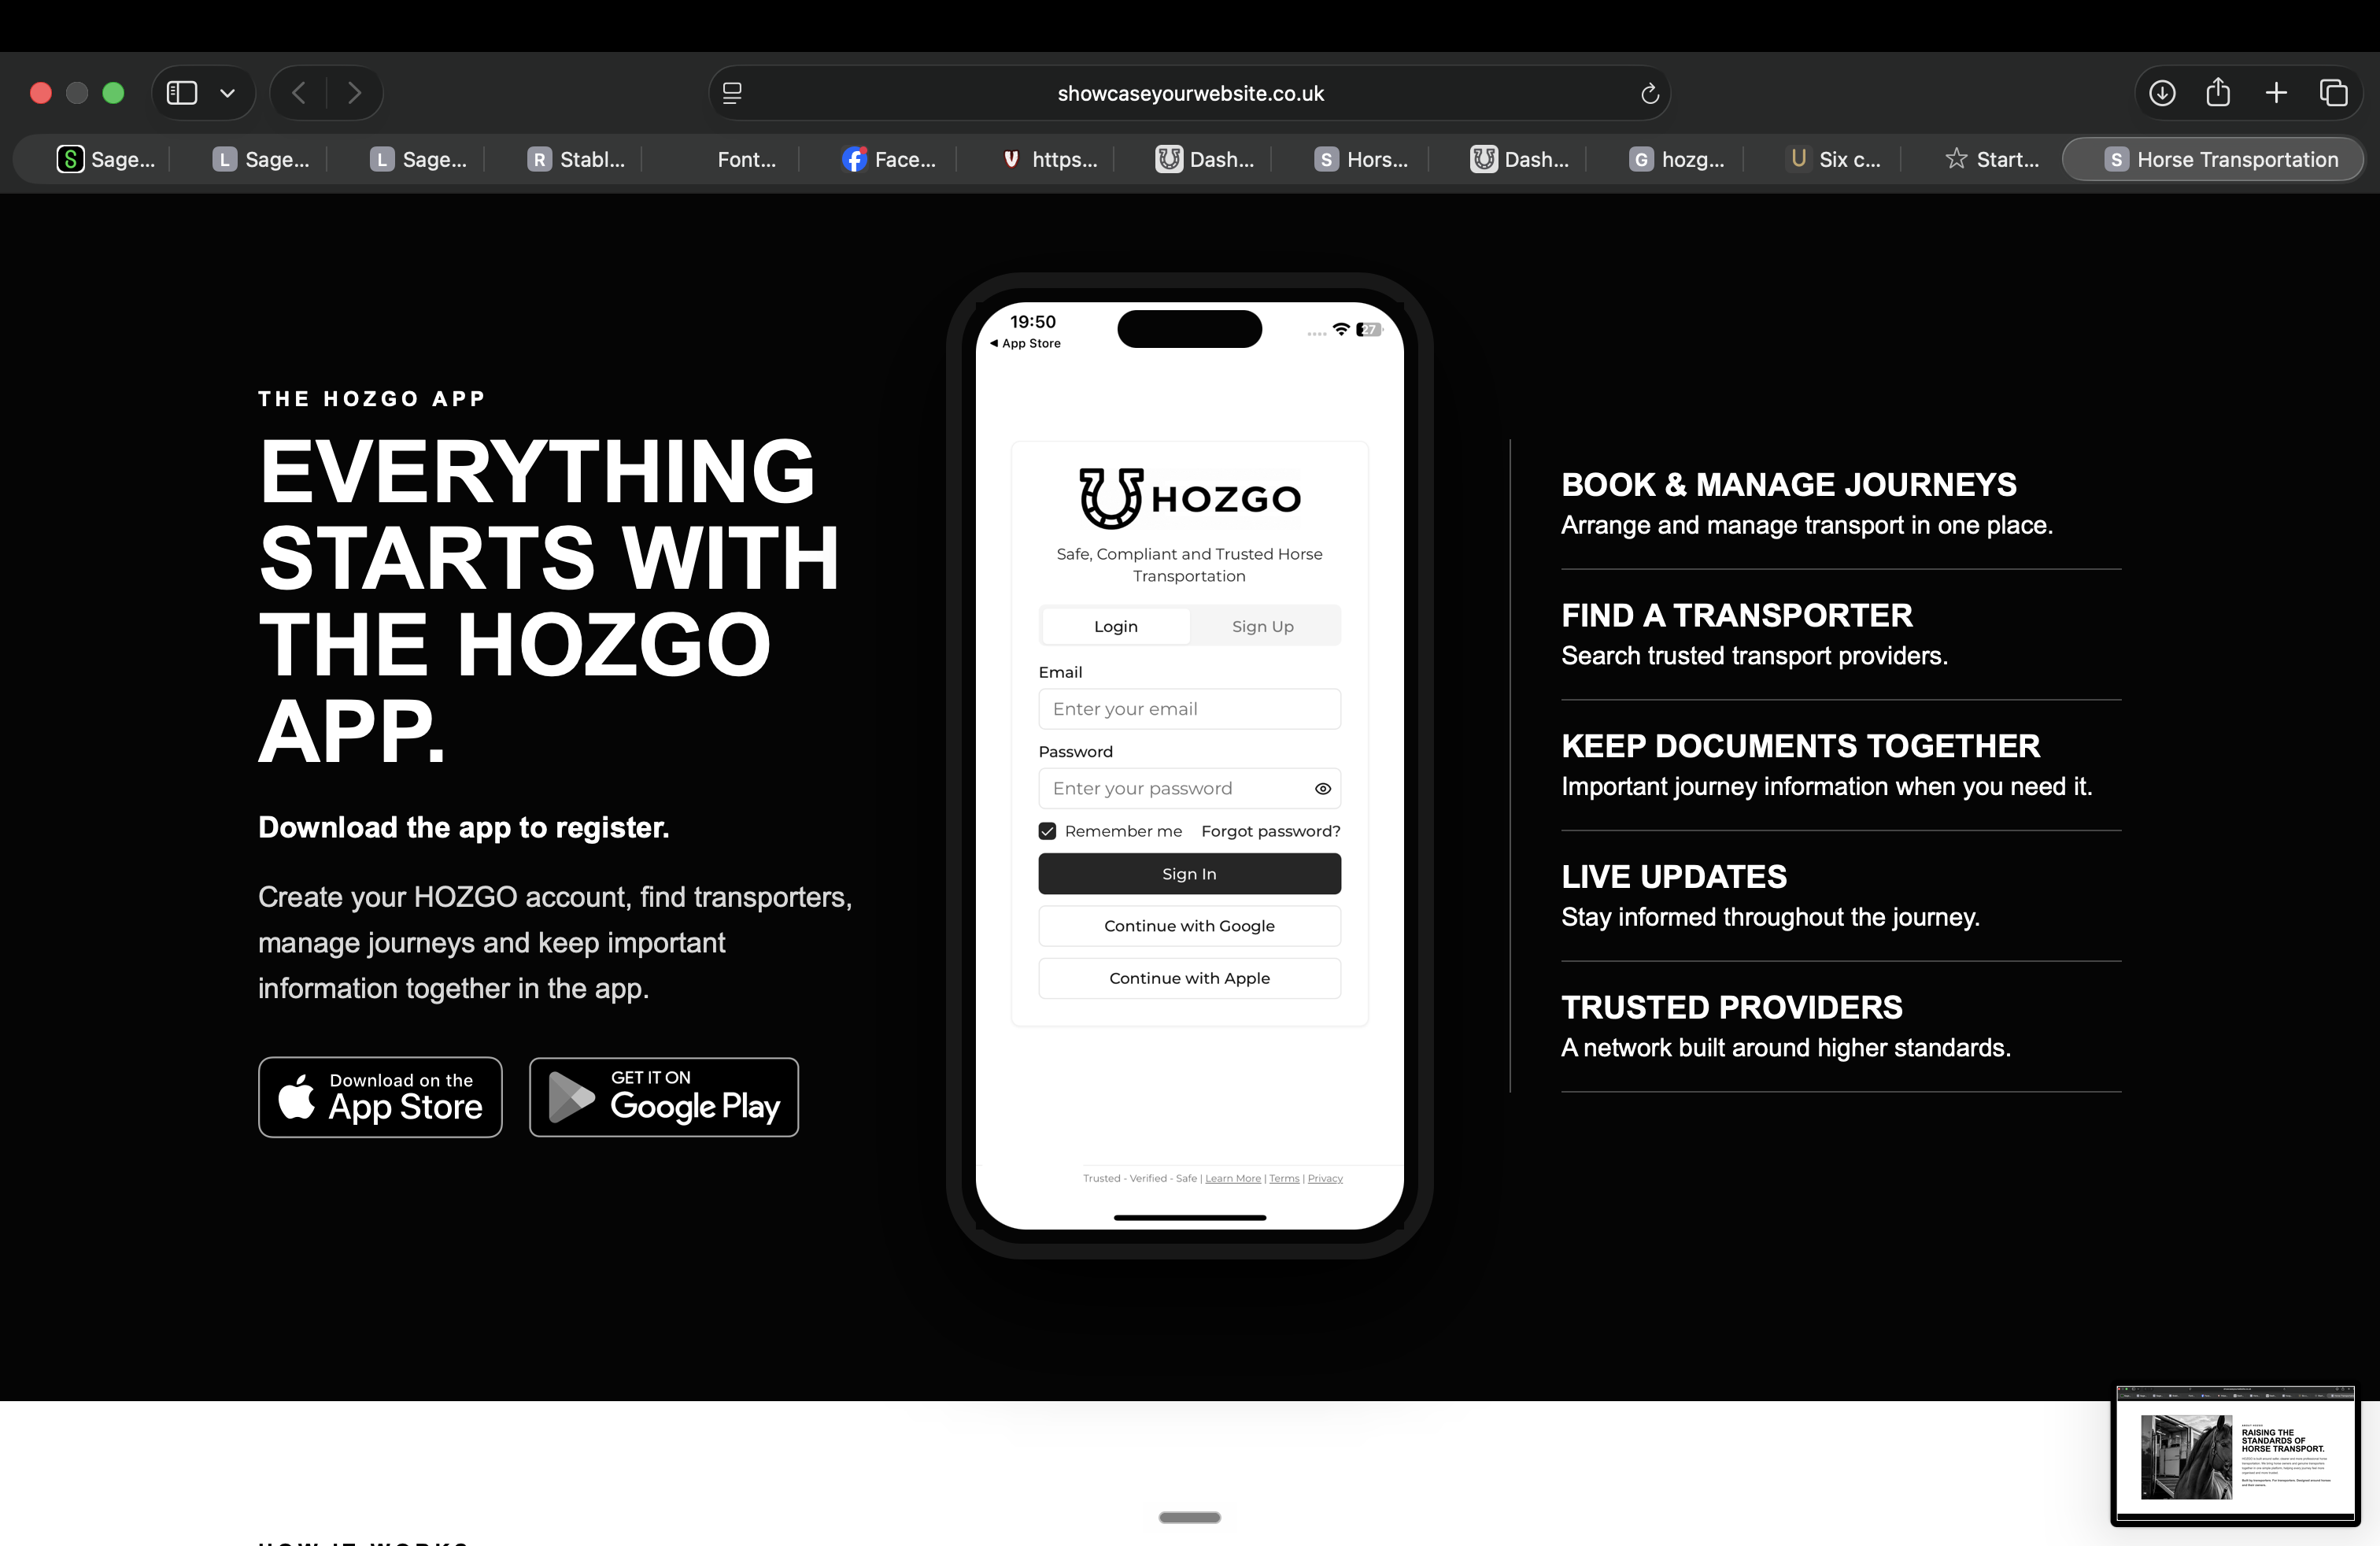 showcaseyourwebsite.co.uk
S Sage...
L Sage...
L Sage...
R Stabl...
Font...
Face...
https...
Dash...
S Hors...
Dash...
G hozg...
U Six c...
Start...
S Horse Transportation
THE HOZGO APP
EVERYTHING
STARTS WITH
THE HOZGO
APP.
Download the app to register.
Create your HOZGO account, find transporters,
manage journeys and keep important
information together in the app.
Download on the
App Store
GET IT ON
Google Play
19:50
27
◀ App Store
HOZGO
Safe, Compliant and Trusted Horse
Transportation
Login
Sign Up
Email
Enter your email
Password
Enter your password
Remember me
Forgot password?
Sign In
Continue with Google
Continue with Apple
Trusted - Verified - Safe | Learn More | Terms | Privacy
BOOK & MANAGE JOURNEYS
Arrange and manage transport in one place.
FIND A TRANSPORTER
Search trusted transport providers.
KEEP DOCUMENTS TOGETHER
Important journey information when you need it.
LIVE UPDATES
Stay informed throughout the journey.
TRUSTED PROVIDERS
A network built around higher standards.
HOW IT WORKS
RAISING THE
STANDARDS OF
HORSE TRANSPORT.